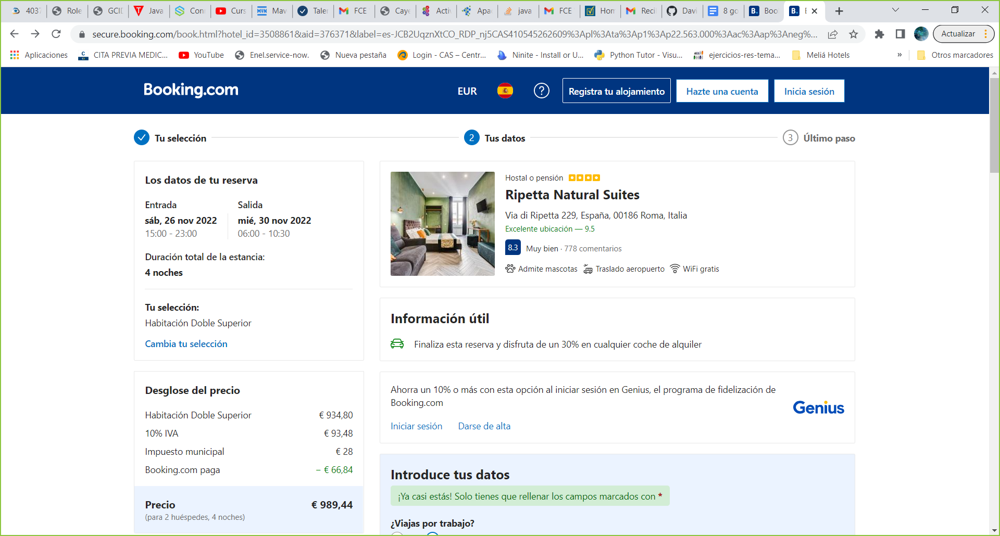 4037
Role
GCID
Java
Con
Curs
Mav
Taler
FCE
Caye
Activ
Apac
java
FCE
Hom
Reci
Davi
8 go
Boo
secure.booking.com/book.html?hotel_id=3508861&aid=376371&label=es-JCB2UqznXtCO_RDP_nj5CAS410545262609%3Apl%3Ata%3Ap1%3Ap22.563.000%3Aac%3Aap%3Aneg%...
Actualizar
Aplicaciones
CITA PREVIA MEDIC...
YouTube
Enel.service-now.
Nueva pestaña
Login - CAS – Centr...
Ninite - Install or U...
Python Tutor - Visu...
ejercicios-res-tema...
Meliá Hotels
»
Otros marcadores
Booking.com
EUR
Registra tu alojamiento
Hazte una cuenta
Inicia sesión
Tu selección
2 Tus datos
3 Último paso
Los datos de tu reserva
Entrada
sáb, 26 nov 2022
15:00 - 23:00
Salida
mié, 30 nov 2022
06:00 - 10:30
Duración total de la estancia:
4 noches
Tu selección:
Habitación Doble Superior
Cambia tu selección
Desglose del precio
Habitación Doble Superior € 934,80
10% IVA € 93,48
Impuesto municipal € 28
Booking.com paga − € 66,84
Precio € 989,44
(para 2 huéspedes, 4 noches)
Hostal o pensión
Ripetta Natural Suites
Via di Ripetta 229, España, 00186 Roma, Italia
Excelente ubicación — 9.5
8.3 Muy bien · 778 comentarios
Admite mascotas Traslado aeropuerto WiFi gratis
Información útil
Finaliza esta reserva y disfruta de un 30% en cualquier coche de alquiler
Ahorra un 10% o más con esta opción al iniciar sesión en Genius, el programa de fidelización de
Booking.com
Genius
Iniciar sesión Darse de alta
Introduce tus datos
¡Ya casi estás! Solo tienes que rellenar los campos marcados con *
¿Viajas por trabajo?